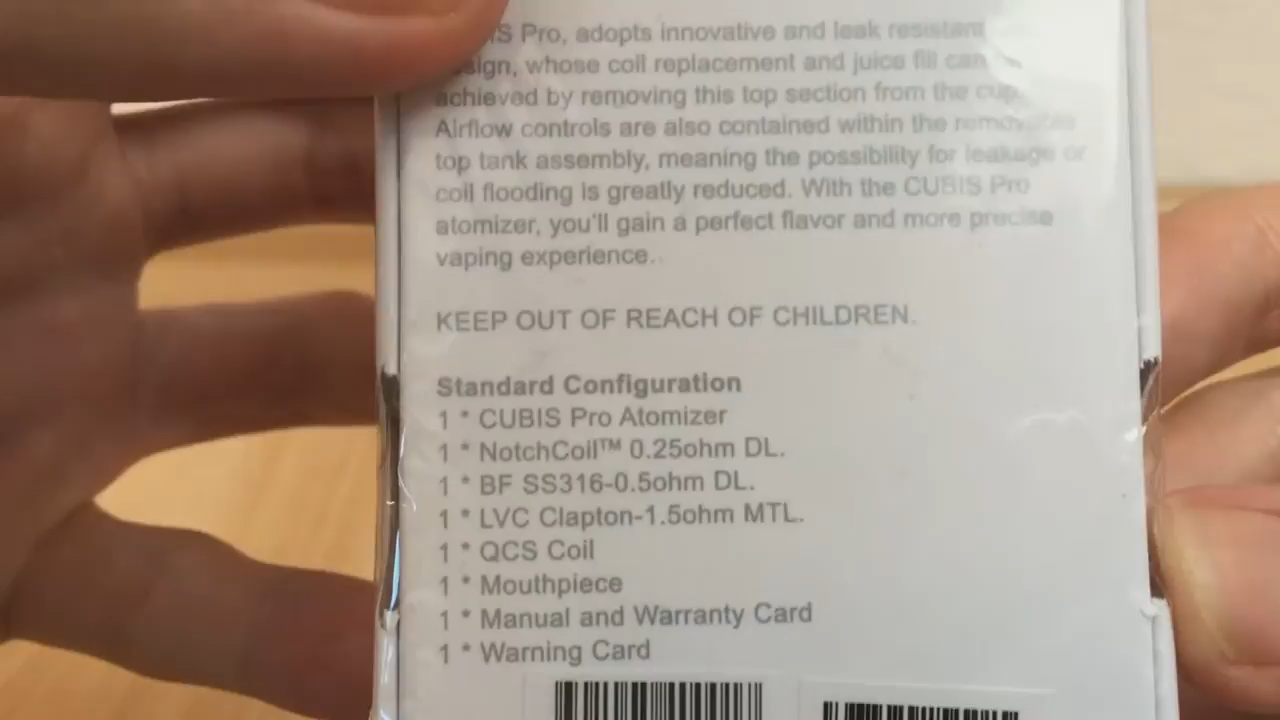 Pro, adopts innovative and leak resistant
whose coil replacement and juice fill can
achieved by removing this top section from the cup.
Airflow controls are also contained within the removable
top tank assembly, meaning the possibility for leakage or
coil flooding is greatly reduced. With the CUBIS Pro
atomizer, you'll gain a perfect flavor and more precise
vaping experience.
KEEP OUT OF REACH OF CHILDREN.
Standard Configuration
1 * CUBIS Pro Atomizer
1 * NotchCoil™ 0.25ohm DL.
1 * BF SS316-0.5ohm DL.
1 * LVC Clapton-1.5ohm MTL.
1 * QCS Coil
1 * Mouthpiece
1 * Manual and Warranty Card
1 * Warning Card